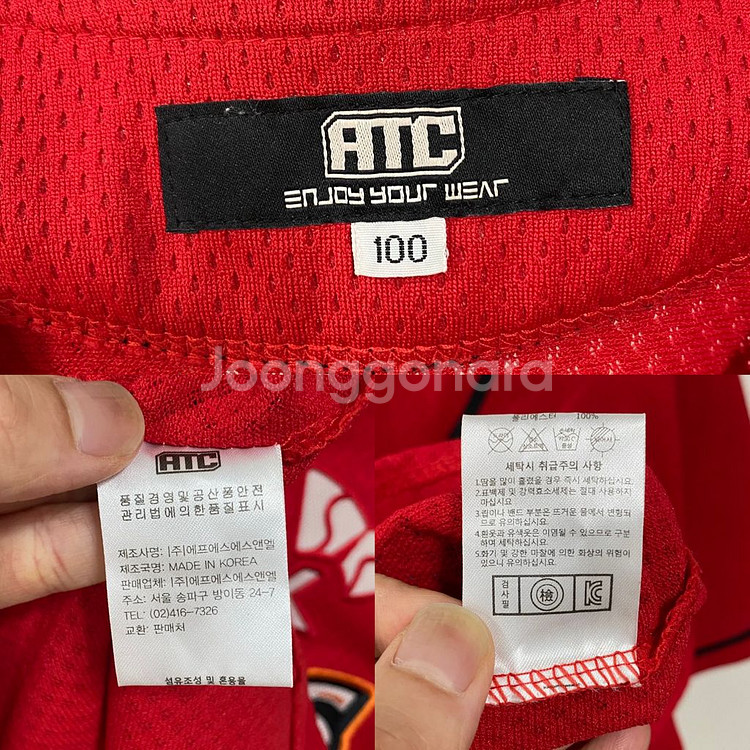 ATC
ENJOY YOUR WEAR
100
Joonggonara
ATC
품질경영및공산품안전
관리법에의한품질표시
제조사명: (주)에프에스에스앤엘
제조국명: MADE IN KOREA
판매업체: (주)에프에스에스앤엘
주소: 서울 송파구 방이동 24-7
TEL: (02)416-7326
교환: 판매처
섬유조성 및 혼용율
폴리에스터 100%
세탁시 취급주의 사항
1.땀을 많이 흘렸을 경우 즉시 세탁하십시요.
2.표백제 및 강력효소세제는 절대 사용하지
마십시요
3.립이나 밴드 부분은 뜨거운 물에서 변형되
므로 유의하십시요.
4.흰옷과 유색옷은 이염될 수 있으므로 구분
하여 세탁하십시요.
5.화기 및 강한 마찰에 의한 화상의 위험이
있으니 유의하십시요.
검사필
檢